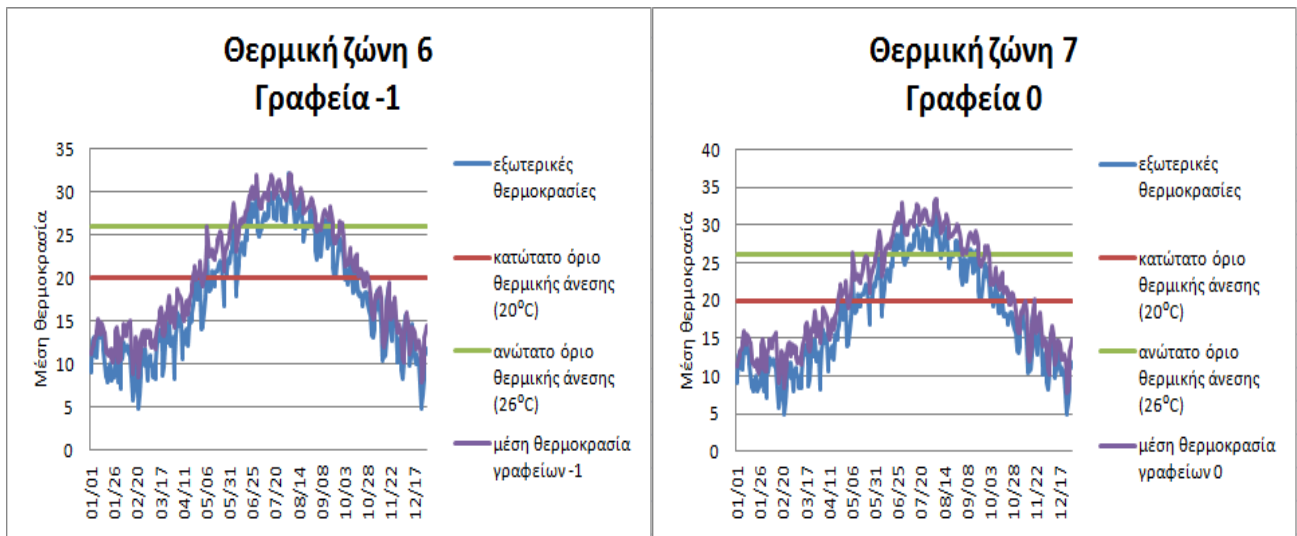 Θερμική ζώνη 6
Γραφεία -1
Μέση θερμοκρασία
35
30
25
20
15
10
5
0
01/01
01/26
02/20
03/17
04/11
05/06
05/31
06/25
07/20
08/14
09/08
10/03
10/28
11/22
12/17
εξωτερικές
θερμοκρασίες
κατώτατο όριο
θερμικής άνεσης
(20⁰C)
ανώτατο όριο
θερμικής άνεσης
(26⁰C)
μέση θερμοκρασία
γραφείων -1
Θερμική ζώνη 7
Γραφεία 0
Μέση θερμοκρασία
40
35
30
25
20
15
10
5
0
01/01
01/26
02/20
03/17
04/11
05/06
05/31
06/25
07/20
08/14
09/08
10/03
10/28
11/22
12/17
εξωτερικές
θερμοκρασίες
κατώτατο όριο
θερμικής άνεσης
(20⁰C)
ανώτατο όριο
θερμικής άνεσης
(26⁰C)
μέση θερμοκρασία
γραφείων 0